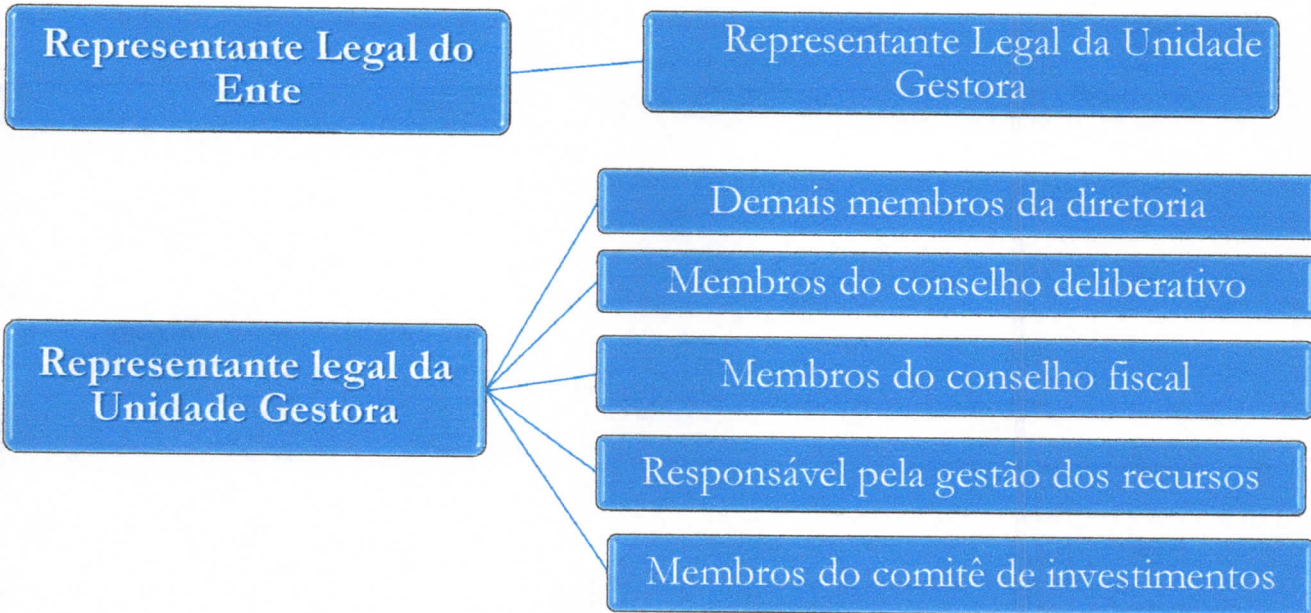 Representante Legal do
Ente
Representante Legal da Unidade
Gestora
Representante legal da
Unidade Gestora
Demais membros da diretoria
Membros do conselho deliberativo
Membros do conselho fiscal
Responsável pela gestão dos recursos
Membros do comitê de investimentos